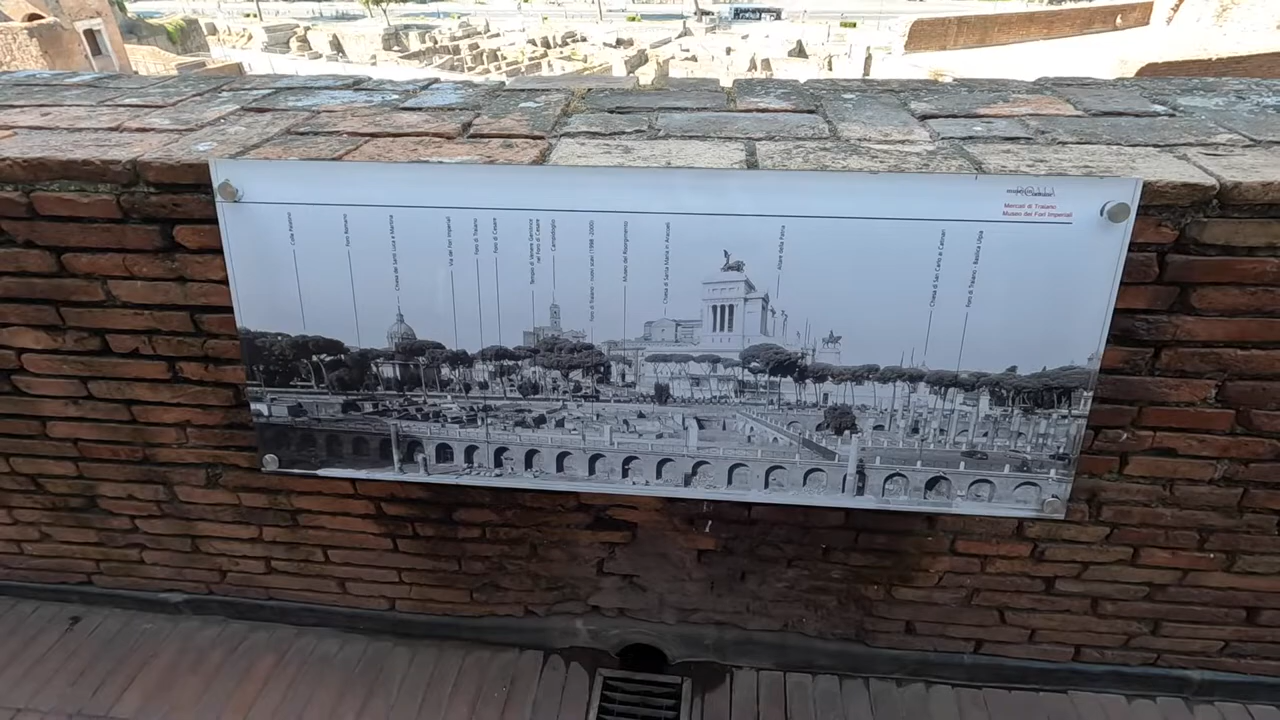 Mercati di Traiano
Museo dei Fori Imperiali
Colle Palatino
Foro Romano
Chiesa dei Santi Luca e Martina
Via dei Fori Imperiali
Foro di Traiano
Foro di Cesare
Tempio di Venere Genitrice
nel Foro di Cesare
Campidoglio
Foro di Traiano - nuovi scavi (1998 - 2000)
Museo del Risorgimento
Chiesa di Santa Maria in Aracoeli
Altare della Patria
Chiesa di San Carlo ai Catinari
Foro di Traiano - Basilica Ulpia